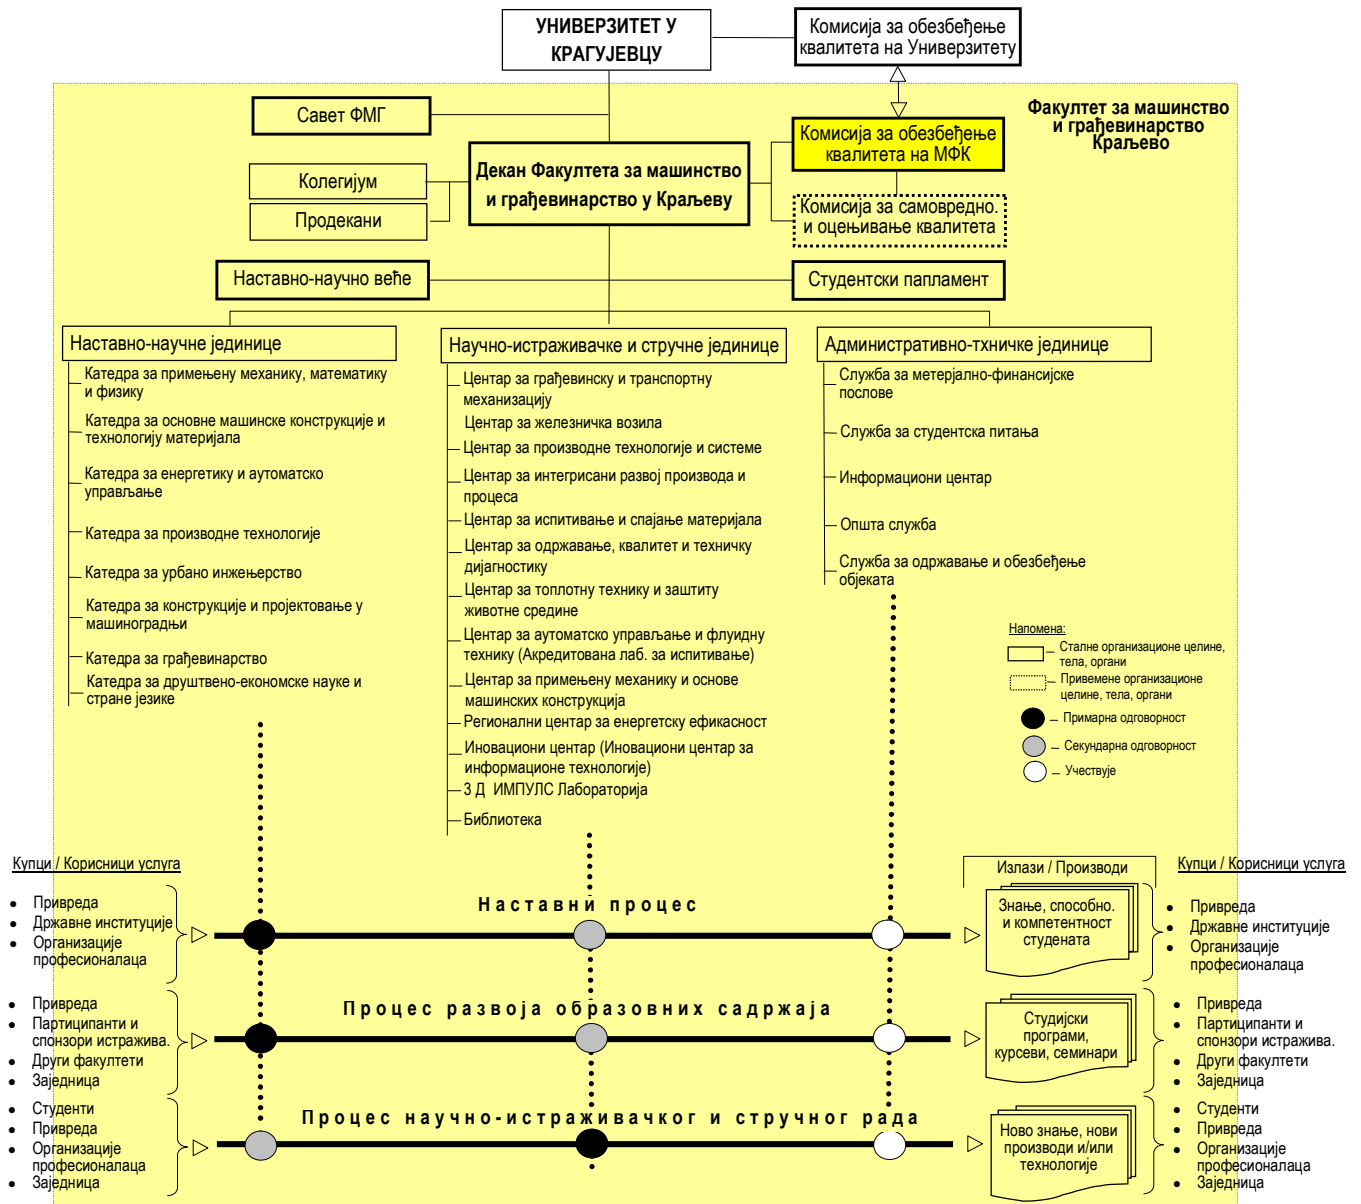 УНИВЕРЗИТЕТ У
КРАГУЈЕВЦУ
Комисија за обезбеђење
квалитета на Универзитету
Савет ФМГ
Факултет за машинство
и грађевинарство
Краљево
Комисија за обезбеђење
квалитета на МФК
Декан Факултета за машинство
и грађевинарство у Краљеву
Колегијум
Продекани
Комисија за самовредно.
и оцењивање квалитета
Наставно-научно веће
Студентски папламент
Наставно-научне јединице
Катедра за примењену механику, математику
и физику
Катедра за основне машинске конструкције и
технологију материјала
Катедра за енергетику и аутоматско
управљање
Катедра за производне технологије
Катедра за урбано инжењерство
Катедра за конструкције и пројектовање у
машиноградњи
Катедра за грађевинарство
Катедра за друштвено-економске науке и
стране језике
Научно-истраживачке и стручне јединице
Центар за грађевинску и транспортну
механизацију
Центар за железничка возила
Центар за производне технологије и системе
Центар за интегрисани развој производа и
процеса
Центар за испитивање и спајање материјала
Центар за одржавање, квалитет и техничку
дијагностику
Центар за топлотну технику и заштиту
животне средине
Центар за аутоматско управљање и флуидну
технику (Акредитована лаб. за испитивање)
Центар за примењену механику и основе
машинских конструкција
Регионални центар за енергетску ефикасност
Иновациони центар (Иновациони центар за
информационе технологије)
3 Д ИМПУЛС Лабораторија
Библиотека
Административно-тхничке јединице
Служба за метерјално-финансијске
послове
Служба за студентска питања
Информациони центар
Општа служба
Служба за одржавање и обезбеђење
објеката
Напомена:
– Сталне организационе целине,
тела, органи
– Привемене организационе
целине, тела, органи
– Примарна одговорност
– Секундарна одговорност
– Учествује
Купци / Корисници услуга
Излази / Производи
Купци / Корисници услуга
• Привреда
• Државне институције
• Организације
професионалаца
Наставни процес
Знање, способно.
и компетентност
студената
• Привреда
• Државне институције
• Организације
професионалаца
• Привреда
• Партиципанти и
спонзори истражива.
• Други факултети
• Заједница
Процес развоја образовних садржаја
Студијски
програми,
курсеви, семинари
• Привреда
• Партиципанти и
спонзори истражива.
• Други факултети
• Заједница
• Студенти
• Привреда
• Организације
професионалаца
• Заједница
Процес научно-истраживачког и стручног рада
Ново знање, нови
производи и/или
технологије
• Студенти
• Привреда
• Организације
професионалаца
• Заједница